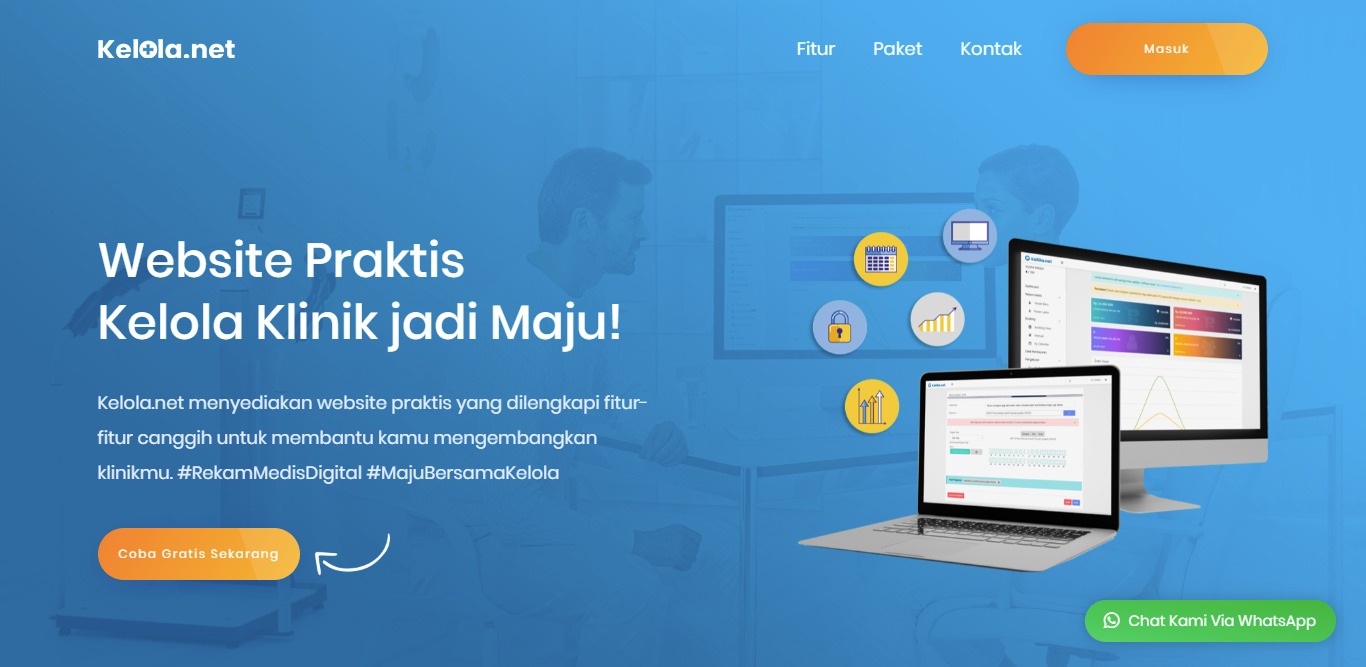 Kelola.net
Fitur
Paket
Kontak
Masuk
Website Praktis
Kelola Klinik jadi Maju!
Kelola.net menyediakan website praktis yang dilengkapi fitur-
fitur canggih untuk membantu kamu mengembangkan
klinikmu. #RekamMedisDigital #MajuBersamaKelola
Coba Gratis Sekarang
Chat Kami Via WhatsApp